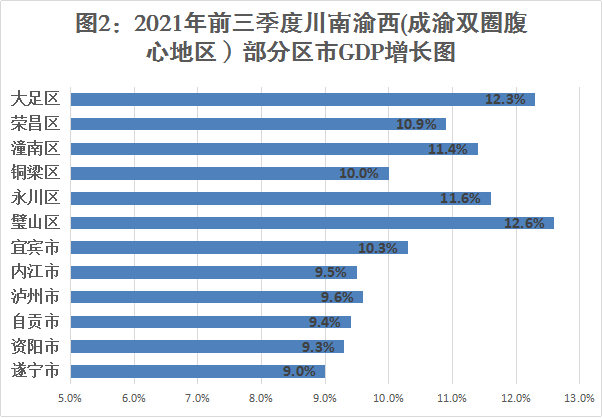 图2：2021年前三季度川南渝西(成渝双圈腹
心地区）部分区市GDP增长图
大足区 12.3%
荣昌区 10.9%
潼南区 11.4%
铜梁区 10.0%
永川区 11.6%
璧山区 12.6%
宜宾市 10.3%
内江市 9.5%
泸州市 9.6%
自贡市 9.4%
资阳市 9.3%
遂宁市 9.0%
5.0% 6.0% 7.0% 8.0% 9.0% 10.0% 11.0% 12.0% 13.0%